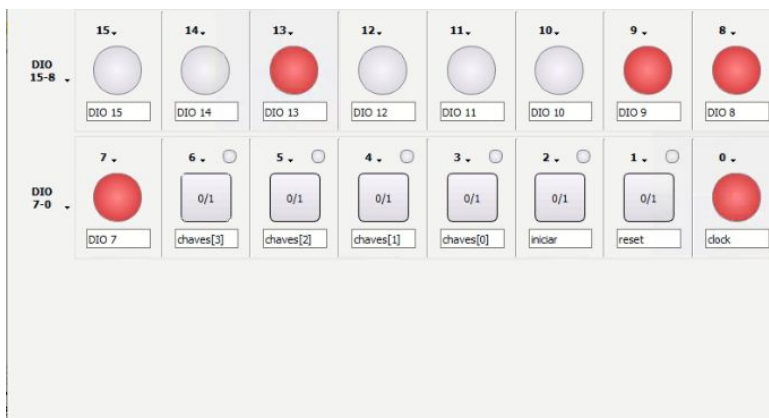 15 14 13 12 11 10 9 8
DIO
15-8
DIO 15 DIO 14 DIO 13 DIO 12 DIO 11 DIO 10 DIO 9 DIO 8
7 6 5 4 3 2 1 0
DIO
7-0
0/1 0/1 0/1 0/1 0/1 0/1
DIO 7 chaves[3] chaves[2] chaves[1] chaves[0] iniciar reset clock